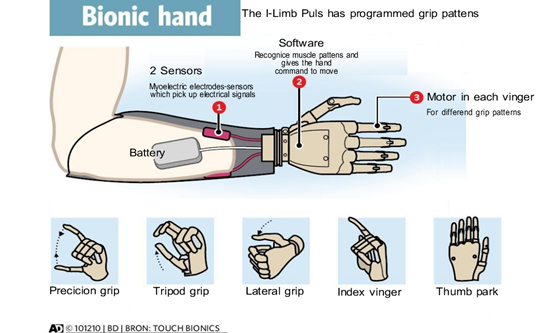 Bionic hand
The I-Limb Puls has programmed grip pattens
Software
Recognice muscle pattens and
gives the hand
command to move
2 Sensors
Myoelectric electrodes-sensors
which pick up electrical signals
1
2
3 Motor in each vinger
For differend grip patterns
Battery
Precicion grip
Tripod grip
Lateral grip
Index vinger
Thumb park
AD © 101210 | BD | BRON: TOUCH BIONICS